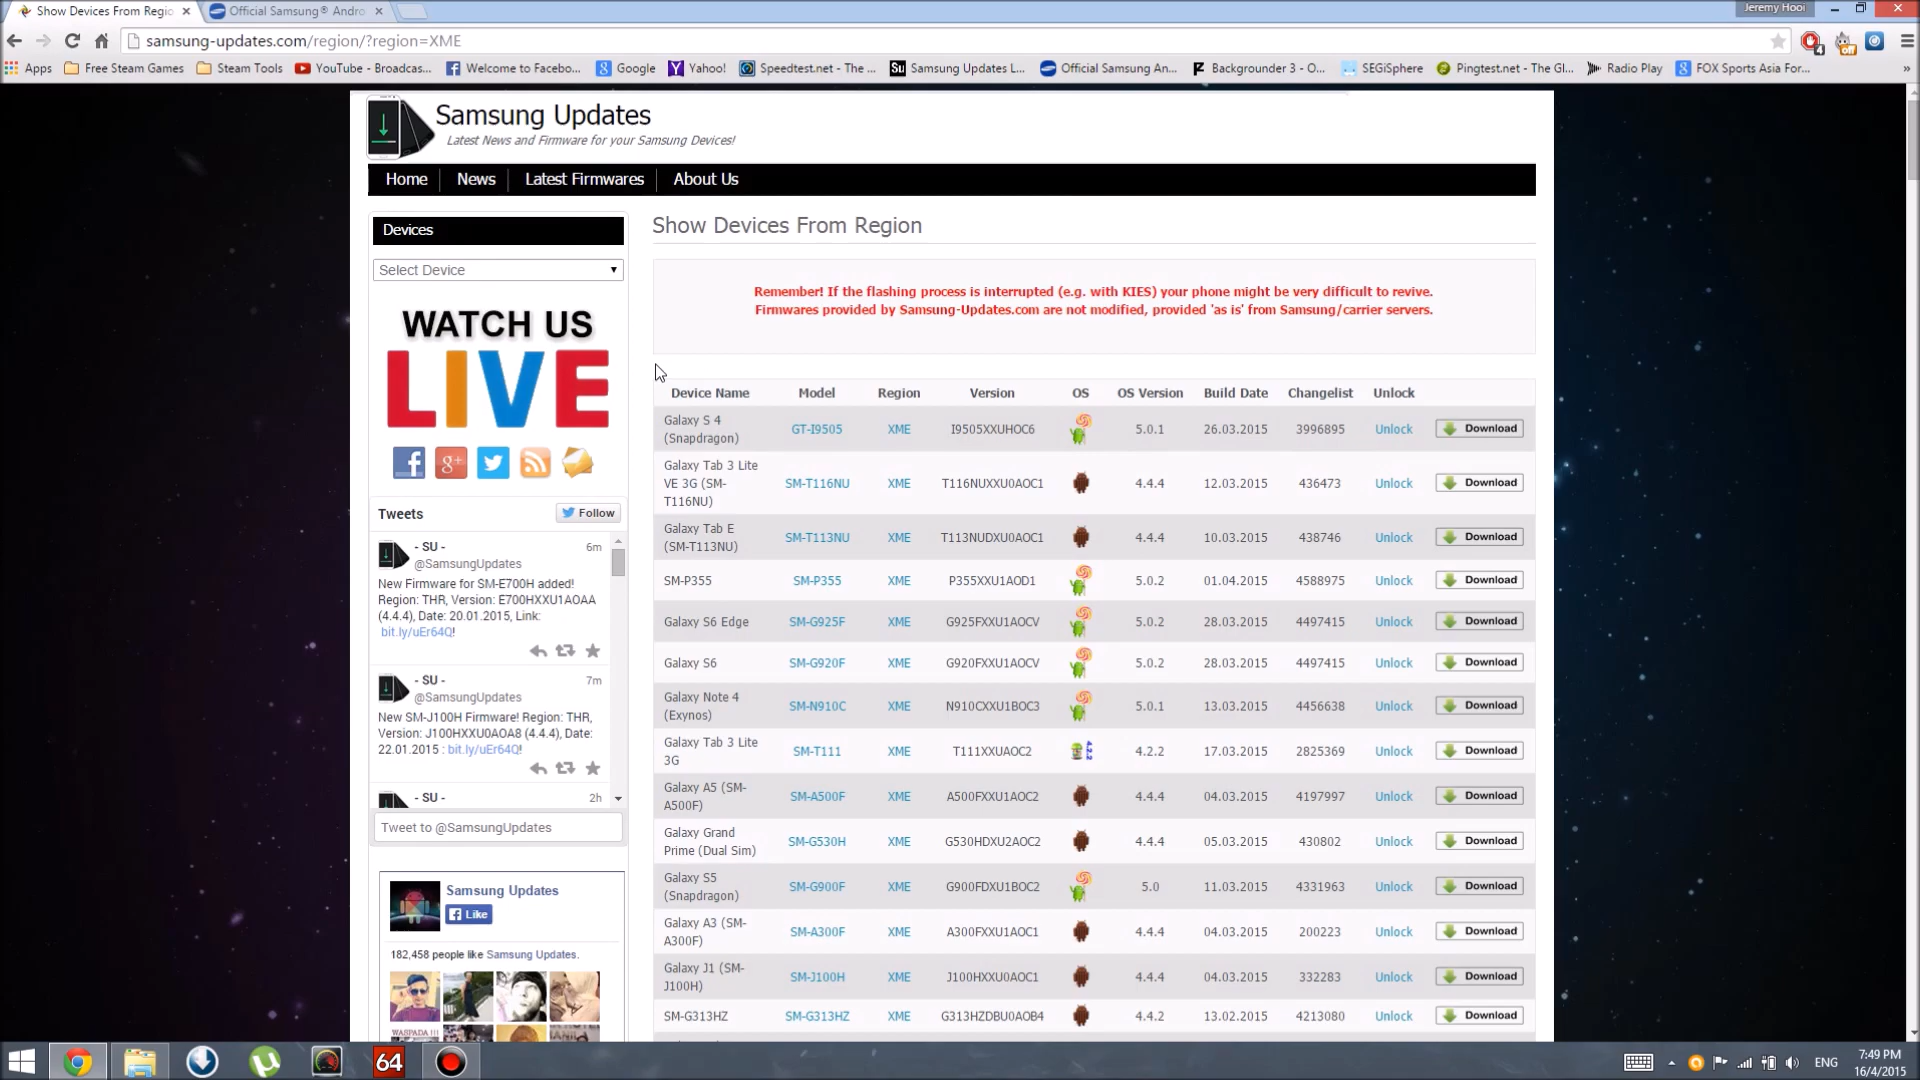 Show Devices From Regio
Official Samsung® Andro
Jeremy Hooi
samsung-updates.com/region/?region=XME
4
off
Apps
Free Steam Games
Steam Tools
YouTube - Broadcas...
Welcome to Facebo...
Google
Yahoo!
Speedtest.net - The ...
Samsung Updates L...
Official Samsung An...
Backgrounder 3 - O...
SEGiSphere
Pingtest.net - The Gl...
Radio Play
FOX Sports Asia For...
Samsung Updates
Latest News and Firmware for your Samsung Devices!
Home News Latest Firmwares About Us
Devices
Select Device
WATCH US
LIVE
Tweets
Follow
- SU - 6m
@SamsungUpdates
New Firmware for SM-E700H added!
Region: THR, Version: E700HXXU1AOAA
(4.4.4), Date: 20.01.2015, Link:
bit.ly/uEr64Q!
- SU - 7m
@SamsungUpdates
New SM-J100H Firmware! Region: THR,
Version: J100HXXU0AOA8 (4.4.4), Date:
22.01.2015 : bit.ly/uEr64Q!
- SU - 2h
Tweet to @SamsungUpdates
Samsung Updates
Like
182,458 people like Samsung Updates.
WASPADA !!!
Show Devices From Region
Remember! If the flashing process is interrupted (e.g. with KIES) your phone might be very difficult to revive.
Firmwares provided by Samsung-Updates.com are not modified, provided 'as is' from Samsung/carrier servers.
Device Name Model Region Version OS OS Version Build Date Changelist Unlock
Galaxy S 4
(Snapdragon) GT-I9505 XME I9505XXUHOC6 5.0.1 26.03.2015 3996895 Unlock Download
Galaxy Tab 3 Lite
VE 3G (SM-
T116NU) SM-T116NU XME T116NUXXU0AOC1 4.4.4 12.03.2015 436473 Unlock Download
Galaxy Tab E
(SM-T113NU) SM-T113NU XME T113NUDXU0AOC1 4.4.4 10.03.2015 438746 Unlock Download
SM-P355 SM-P355 XME P355XXU1AOD1 5.0.2 01.04.2015 4588975 Unlock Download
Galaxy S6 Edge SM-G925F XME G925FXXU1AOCV 5.0.2 28.03.2015 4497415 Unlock Download
Galaxy S6 SM-G920F XME G920FXXU1AOCV 5.0.2 28.03.2015 4497415 Unlock Download
Galaxy Note 4
(Exynos) SM-N910C XME N910CXXU1BOC3 5.0.1 13.03.2015 4456638 Unlock Download
Galaxy Tab 3 Lite
3G SM-T111 XME T111XXUAOC2 4.2.2 17.03.2015 2825369 Unlock Download
Galaxy A5 (SM-
A500F) SM-A500F XME A500FXXU1AOC2 4.4.4 04.03.2015 4197997 Unlock Download
Galaxy Grand
Prime (Dual Sim) SM-G530H XME G530HDXU2AOC2 4.4.4 05.03.2015 430802 Unlock Download
Galaxy S5
(Snapdragon) SM-G900F XME G900FDXU1BOC2 5.0 11.03.2015 4331963 Unlock Download
Galaxy A3 (SM-
A300F) SM-A300F XME A300FXXU1AOC1 4.4.4 04.03.2015 200223 Unlock Download
Galaxy J1 (SM-
J100H) SM-J100H XME J100HXXU0AOC1 4.4.4 04.03.2015 332283 Unlock Download
SM-G313HZ SM-G313HZ XME G313HZDBU0AOB4 4.4.2 13.02.2015 4213080 Unlock Download
64
ENG
7:49 PM
16/4/2015